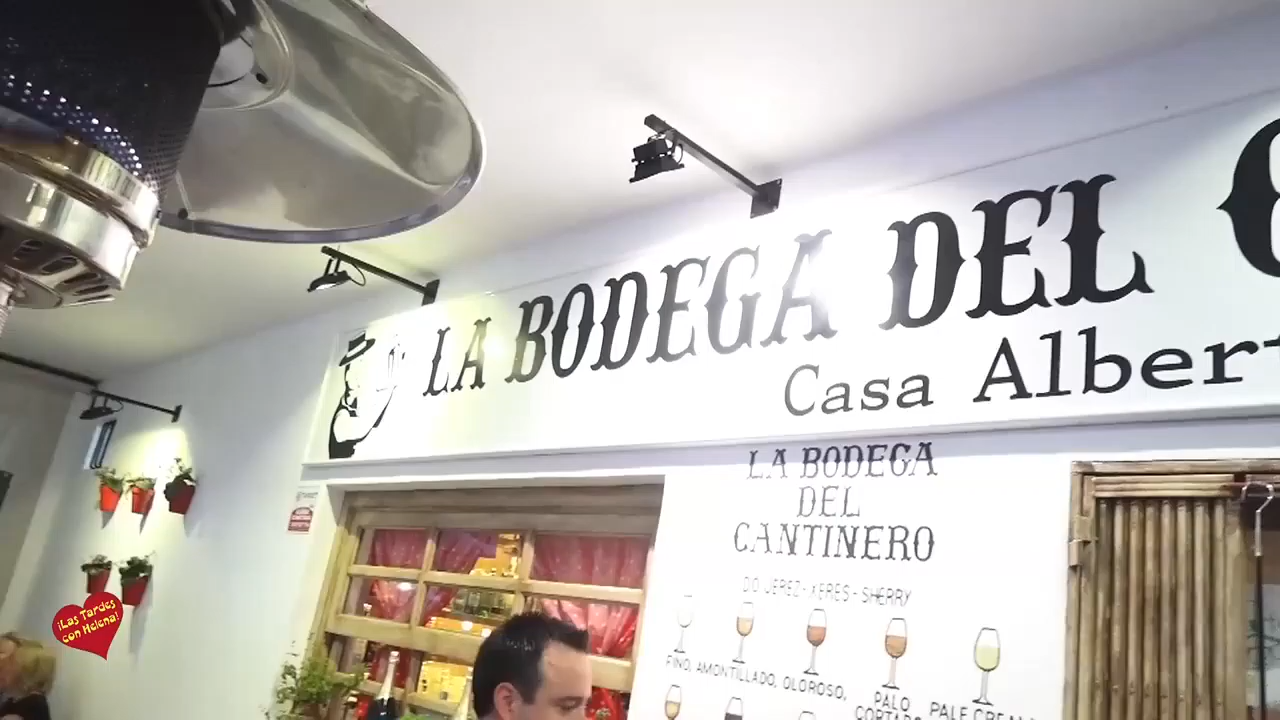 LA BODEGA DEL
Casa Albert
LA BODEGA
DEL
CANTINERO
DO JEREZ-XERES-SHERRY
FINO, AMONTILLADO, OLOROSO, PALO CORTADO PALE CREAM
¡Las Tardes
con Helena!